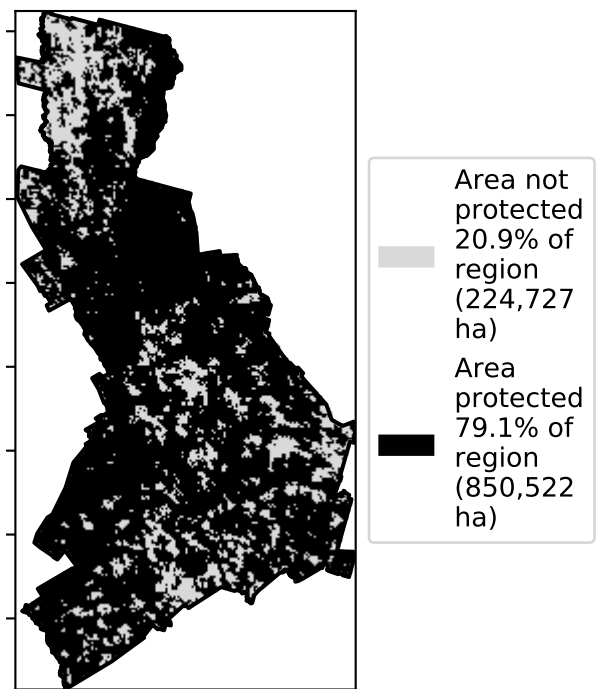 Area not
protected
20.9% of
region
(224,727
ha)
Area
protected
79.1% of
region
(850,522
ha)